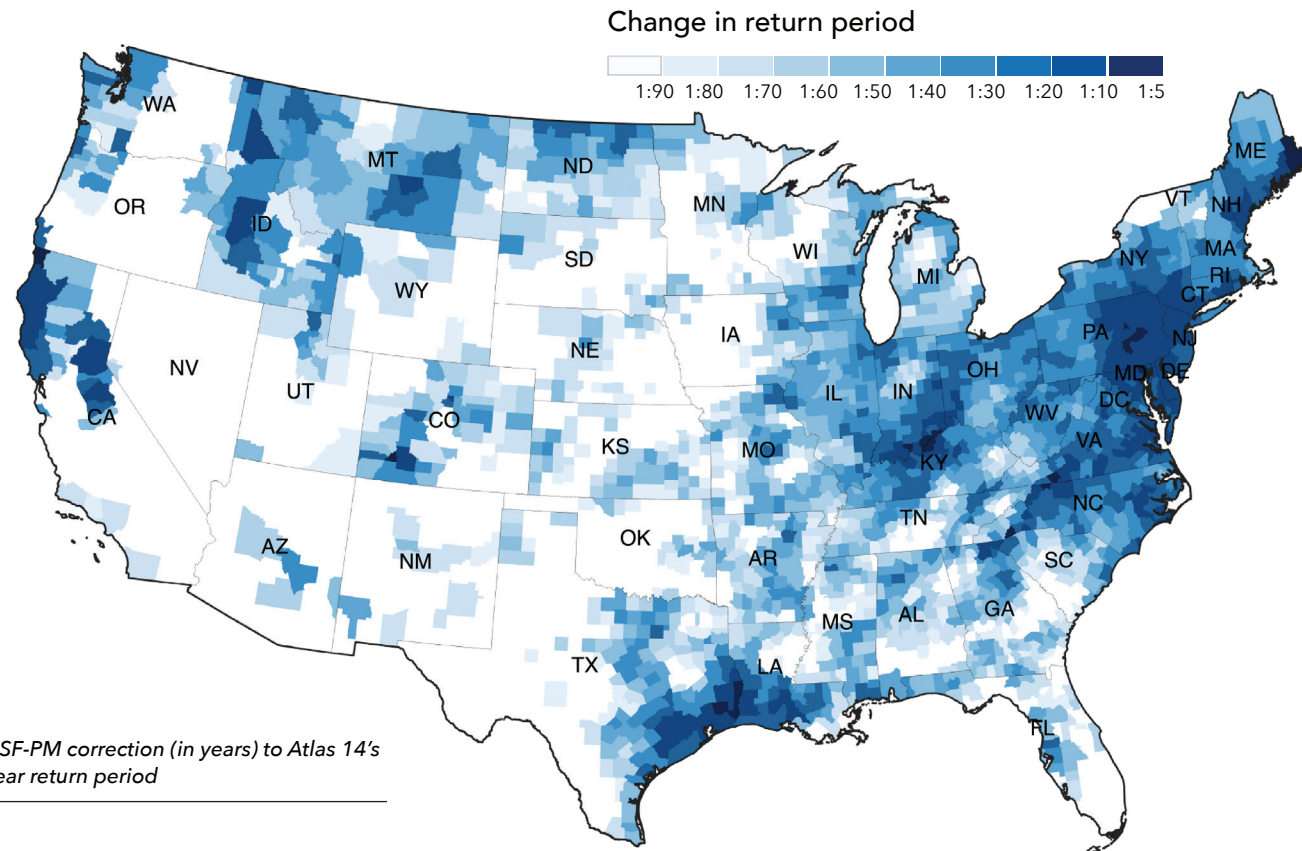 Change in return period
1:90 1:80 1:70 1:60 1:50 1:40 1:30 1:20 1:10 1:5
WA
MT
ND
ME
OR
ID
MN
VT
NH
SD
WI
NY
MA
WY
MI
RI
CT
IA
PA
NJ
NE
NV
OH
UT
IL
IN
MD
DE
CO
DC
CA
WV
KS
MO
VA
KY
NC
TN
OK
AZ
NM
AR
SC
MS
AL
GA
TX
LA
FL
SF-PM correction (in years) to Atlas 14's
ear return period